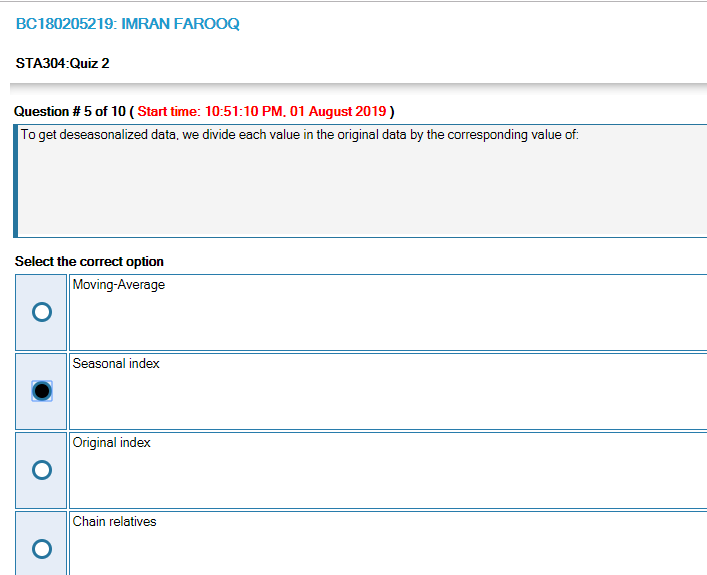 BC180205219: IMRAN FAROOQ
STA304:Quiz 2
Question # 5 of 10 ( Start time: 10:51:10 PM, 01 August 2019 )
To get deseasonalized data, we divide each value in the original data by the corresponding value of:
Select the correct option
Moving-Average
Seasonal index
Original index
Chain relatives